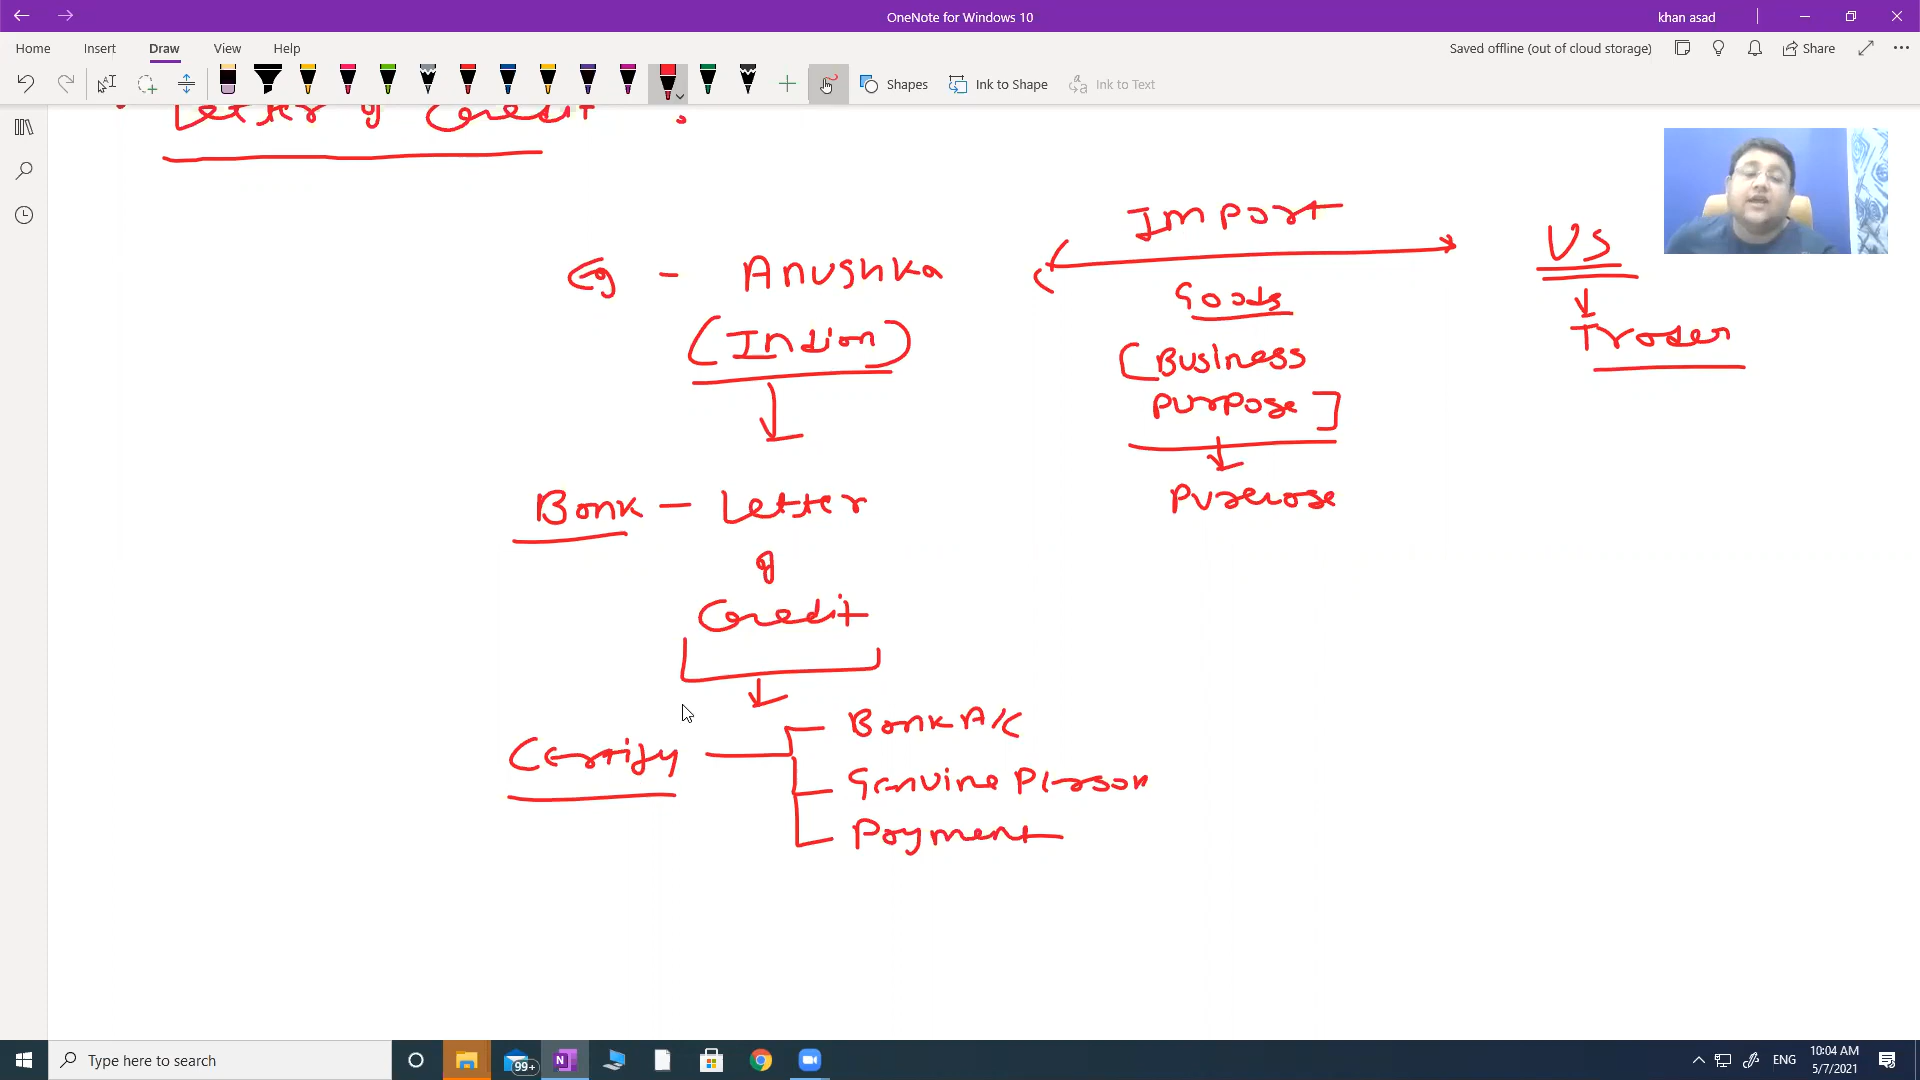 OneNote for Windows 10
khan asad
Home Insert Draw View Help
Saved offline (out of cloud storage) Share
Shapes Ink to Shape Ink to Text
Letter of Credit :
Import
Eg - Anushka
US
Goods
(Indian)
Trader
[Business
Purpose]
Purpose
Bank - Letter
of
Credit
Bank A/C
Certify
Genuine Person
Payment
Type here to search
99+
ENG
10:04 AM
5/7/2021